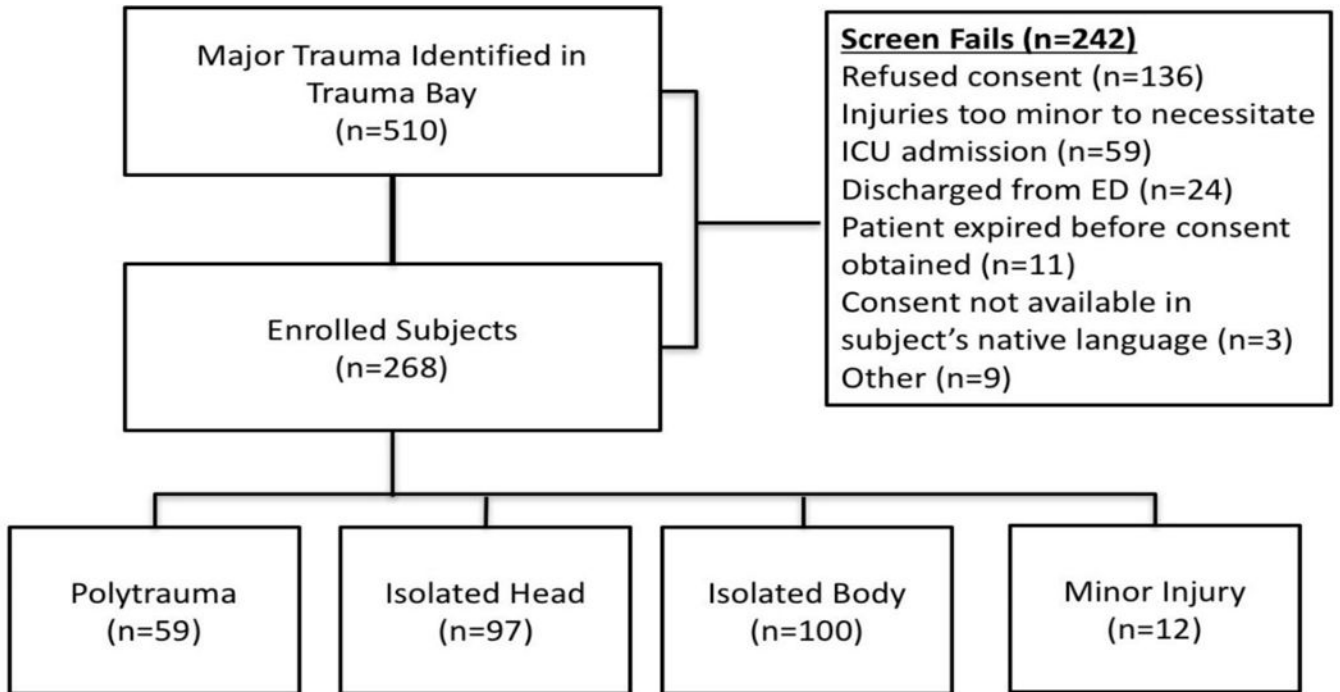 Major Trauma Identified in
Trauma Bay
(n=510)
Screen Fails (n=242)
Refused consent (n=136)
Injuries too minor to necessitate
ICU admission (n=59)
Discharged from ED (n=24)
Patient expired before consent
obtained (n=11)
Consent not available in
subject’s native language (n=3)
Other (n=9)
Enrolled Subjects
(n=268)
Polytrauma
(n=59)
Isolated Head
(n=97)
Isolated Body
(n=100)
Minor Injury
(n=12)